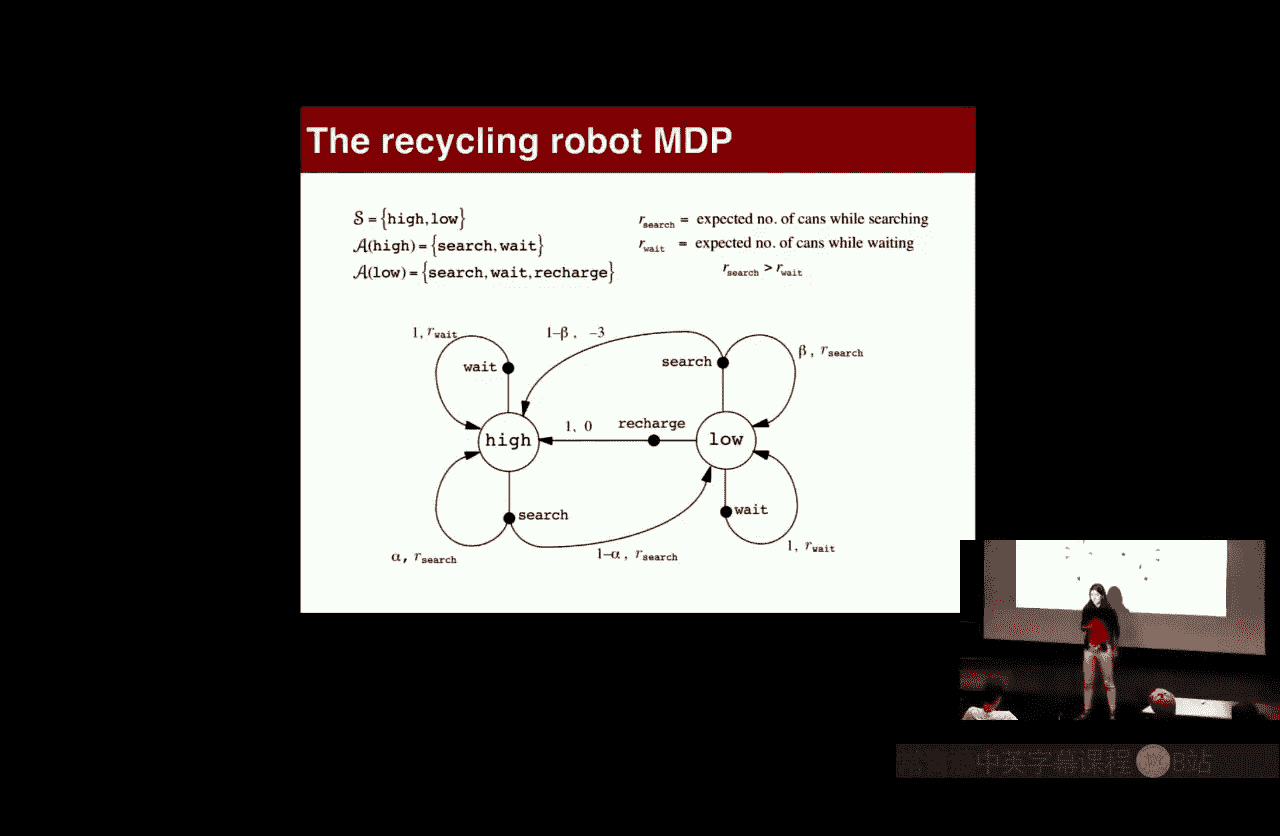 The recycling robot MDP
S = {high, low}
A(high) = {search, wait}
A(low) = {search, wait, recharge}
r_search = expected no. of cans while searching
r_wait = expected no. of cans while waiting
r_search > r_wait
1, r_wait
1–β , –3
wait
search
β , r_search
high
1, 0
recharge
low
search
wait
α, r_search
1–α , r_search
1, r_wait
中英字幕课程
B站